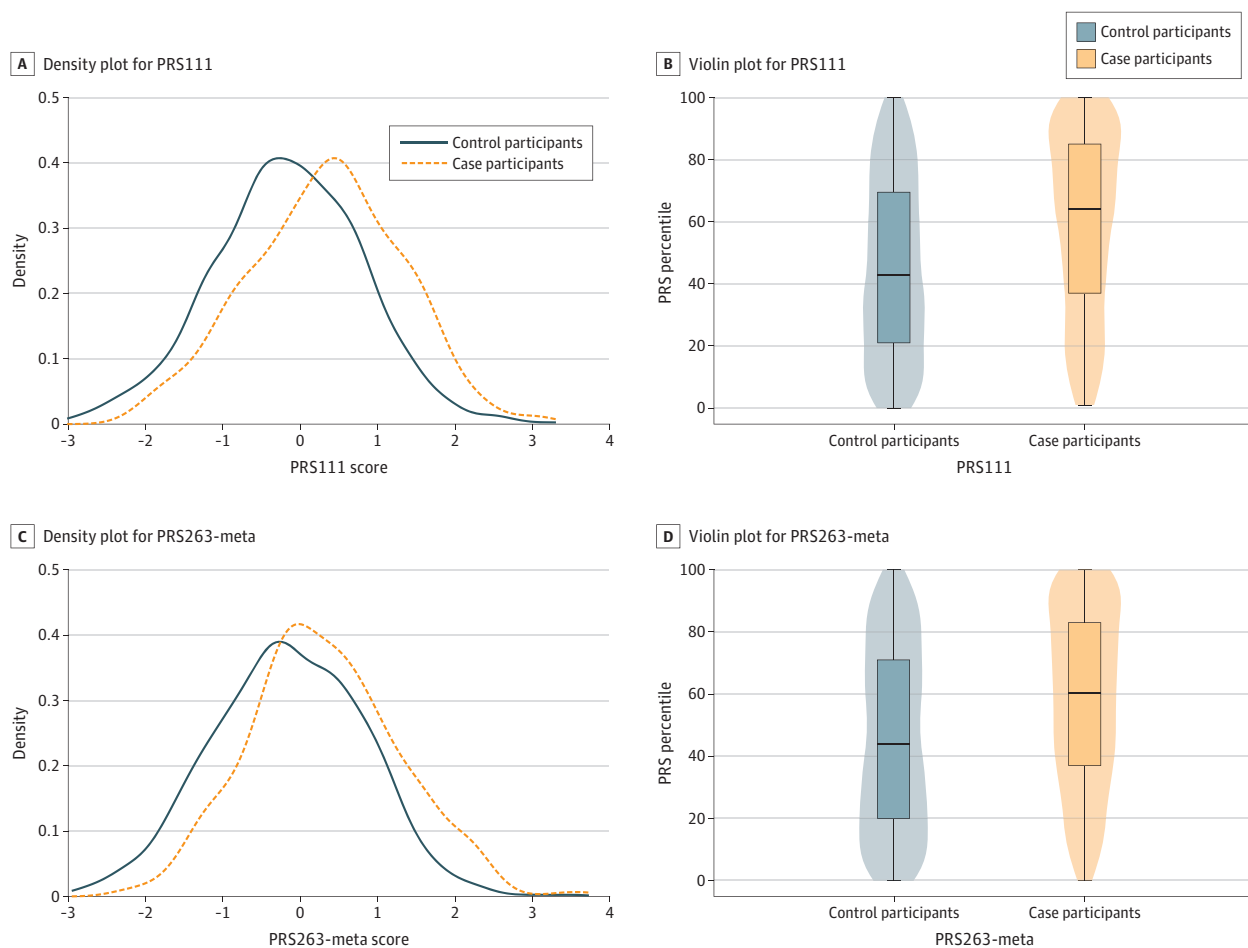 A Density plot for PRS111
0.5
0.4
0.3
0.2
0.1
0
Density
-3 -2 -1 0 1 2 3 4
PRS111 score
Control participants
Case participants
B Violin plot for PRS111
Control participants
Case participants
100
80
60
40
20
0
PRS percentile
Control participants Case participants
PRS111
C Density plot for PRS263-meta
0.5
0.4
0.3
0.2
0.1
0
Density
-3 -2 -1 0 1 2 3 4
PRS263-meta score
D Violin plot for PRS263-meta
100
80
60
40
20
0
PRS percentile
Control participants Case participants
PRS263-meta